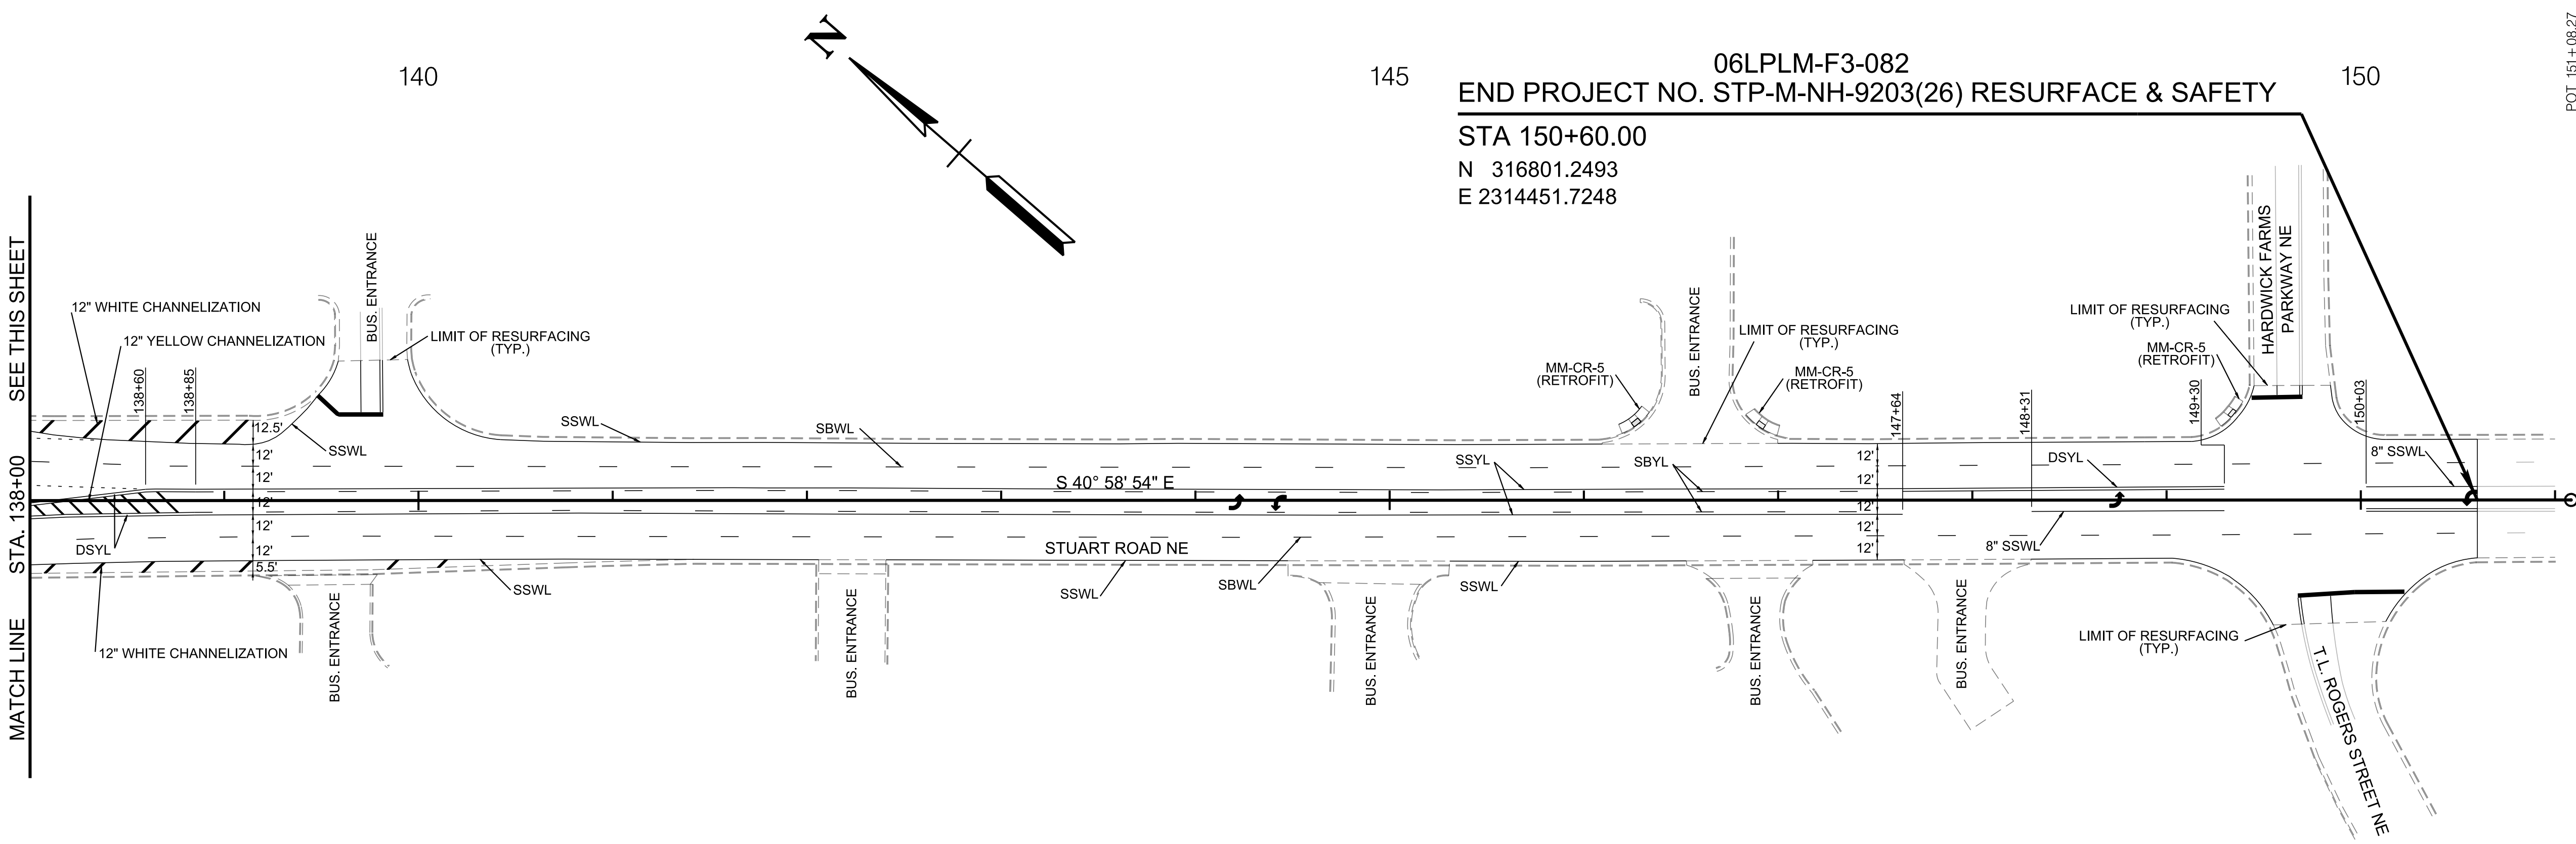 140
145
150
POT 151+08.27
06LPLM-F3-082
END PROJECT NO. STP-M-NH-9203(26) RESURFACE & SAFETY
STA 150+60.00
N 316801.2493
E 2314451.7248
N
MATCH LINE STA. 138+00 SEE THIS SHEET
12" WHITE CHANNELIZATION
12" YELLOW CHANNELIZATION
138+60
138+85
BUS. ENTRANCE
LIMIT OF RESURFACING
(TYP.)
12.5'
SSWL
SSWL
SBWL
MM-CR-5
(RETROFIT)
BUS. ENTRANCE
LIMIT OF RESURFACING
(TYP.)
MM-CR-5
(RETROFIT)
147+64
148+31
149+30
LIMIT OF RESURFACING
(TYP.)
MM-CR-5
(RETROFIT)
HARDWICK FARMS
PARKWAY NE
150+03
12'
12'
12'
12'
12'
5.5'
S 40° 58' 54" E
SSYL
SBYL
12'
12'
12'
12'
12'
DSYL
8" SSWL
DSYL
STUART ROAD NE
8" SSWL
12" WHITE CHANNELIZATION
BUS. ENTRANCE
SSWL
BUS. ENTRANCE
SSWL
SBWL
BUS. ENTRANCE
SSWL
BUS. ENTRANCE
BUS. ENTRANCE
LIMIT OF RESURFACING
(TYP.)
T.L. ROGERS STREET NE